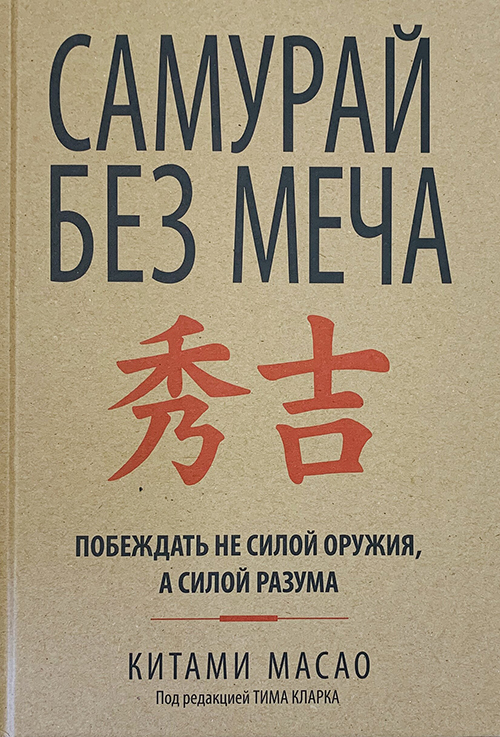 САМУРАЙ
БЕЗ МЕЧА
秀吉
ПОБЕЖДАТЬ НЕ СИЛОЙ ОРУЖИЯ,
А СИЛОЙ РАЗУМА
КИТАМИ МАСАО
Под редакцией ТИМА КЛАРКА